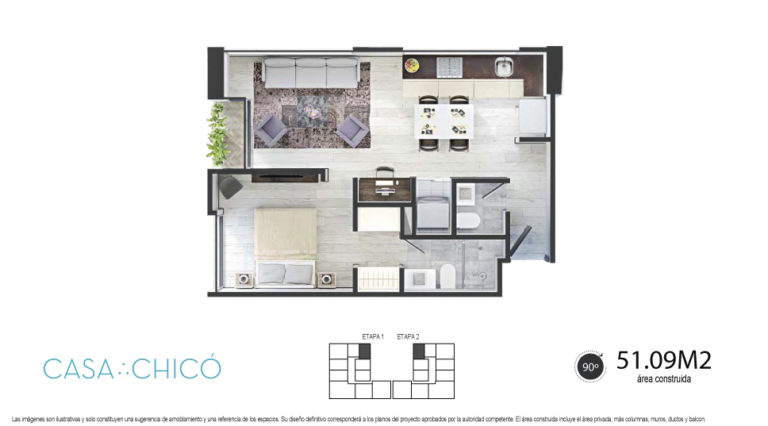 ETAPA 1 ETAPA 2
CASA∴CHICÓ
90º
51.09M2
área construida
Las imágenes son ilustrativas y solo constituyen una sugerencia de amoblamiento y una referencia de los espacios. Su diseño definitivo corresponderá a los planos del proyecto aprobados por la autoridad competente. El área construida incluye el área privada, más columnas, muros, ductos y balcon